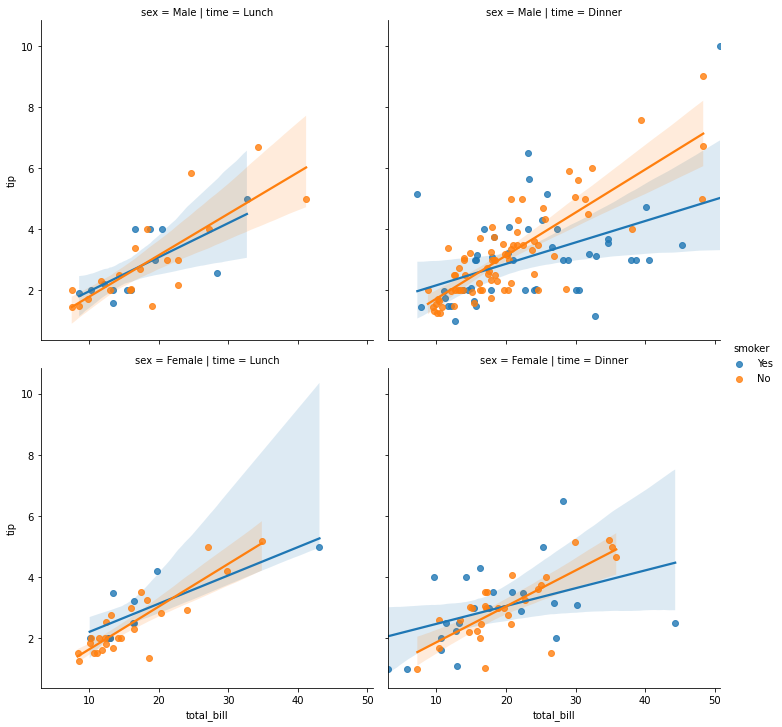 sex = Male | time = Lunch
sex = Male | time = Dinner
10
8
6
4
2
tip
smoker
Yes
No
sex = Female | time = Lunch
sex = Female | time = Dinner
10
8
6
4
2
tip
10 20 30 40 50
10 20 30 40 50
total_bill
total_bill